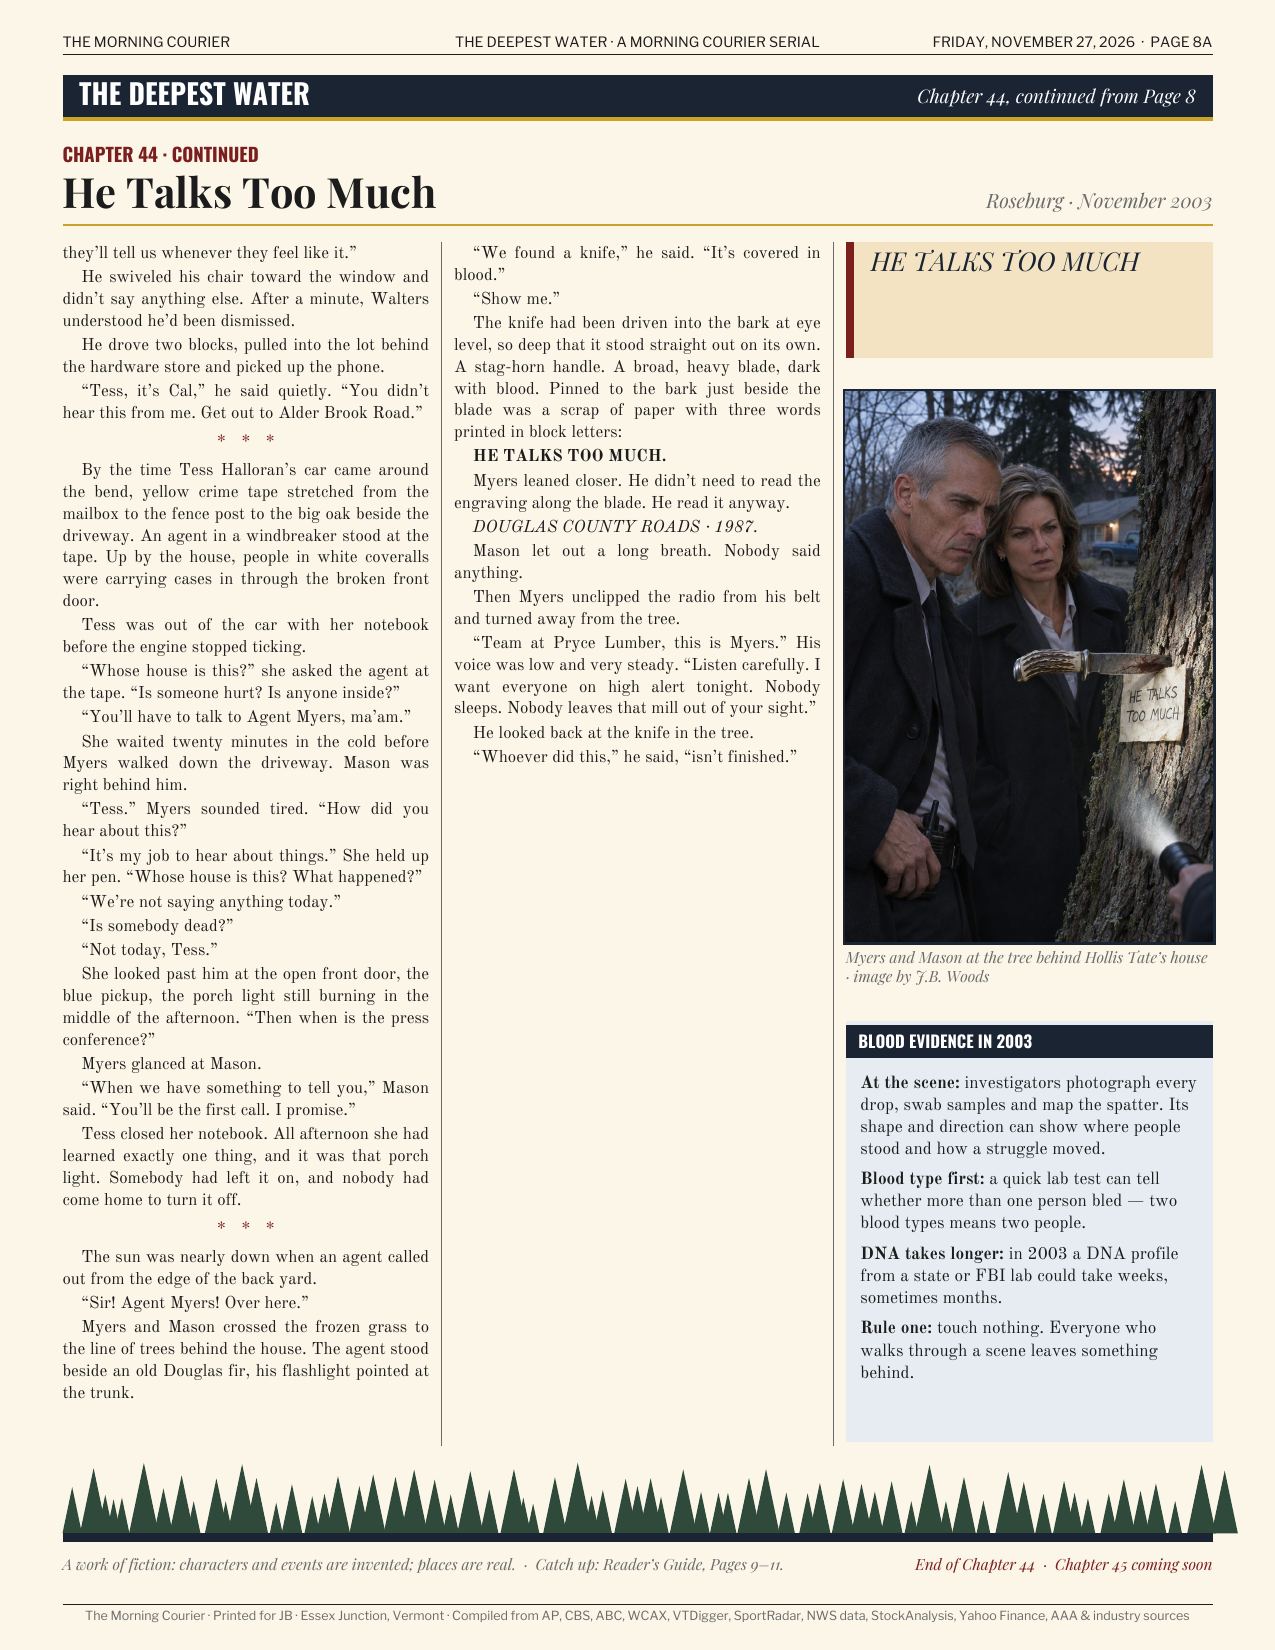 THE MORNING COURIER
THE DEEPEST WATER · A MORNING COURIER SERIAL
FRIDAY, NOVEMBER 27, 2026 · PAGE 8A
THE DEEPEST WATER
Chapter 44, continued from Page 8
CHAPTER 44 · CONTINUED
He Talks Too Much
Roseburg · November 2003
they’ll tell us whenever they feel like it.”
He swiveled his chair toward the window and
didn’t say anything else. After a minute, Walters
understood he’d been dismissed.
He drove two blocks, pulled into the lot behind
the hardware store and picked up the phone.
“Tess, it’s Cal,” he said quietly. “You didn’t
hear this from me. Get out to Alder Brook Road.”
* * *
By the time Tess Halloran’s car came around
the bend, yellow crime tape stretched from the
mailbox to the fence post to the big oak beside the
driveway. An agent in a windbreaker stood at the
tape. Up by the house, people in white coveralls
were carrying cases in through the broken front
door.
Tess was out of the car with her notebook
before the engine stopped ticking.
“Whose house is this?” she asked the agent at
the tape. “Is someone hurt? Is anyone inside?”
“You’ll have to talk to Agent Myers, ma’am.”
She waited twenty minutes in the cold before
Myers walked down the driveway. Mason was
right behind him.
“Tess.” Myers sounded tired. “How did you
hear about this?”
“It’s my job to hear about things.” She held up
her pen. “Whose house is this? What happened?”
“We’re not saying anything today.”
“Is somebody dead?”
“Not today, Tess.”
She looked past him at the open front door, the
blue pickup, the porch light still burning in the
middle of the afternoon. “Then when is the press
conference?”
Myers glanced at Mason.
“When we have something to tell you,” Mason
said. “You’ll be the first call. I promise.”
Tess closed her notebook. All afternoon she had
learned exactly one thing, and it was that porch
light. Somebody had left it on, and nobody had
come home to turn it off.
* * *
The sun was nearly down when an agent called
out from the edge of the back yard.
“Sir! Agent Myers! Over here.”
Myers and Mason crossed the frozen grass to
the line of trees behind the house. The agent stood
beside an old Douglas fir, his flashlight pointed at
the trunk.
“We found a knife,” he said. “It’s covered in
blood.”
“Show me.”
The knife had been driven into the bark at eye
level, so deep that it stood straight out on its own.
A stag-horn handle. A broad, heavy blade, dark
with blood. Pinned to the bark just beside the
blade was a scrap of paper with three words
printed in block letters:
HE TALKS TOO MUCH.
Myers leaned closer. He didn’t need to read the
engraving along the blade. He read it anyway.
DOUGLAS COUNTY ROADS · 1987.
Mason let out a long breath. Nobody said
anything.
Then Myers unclipped the radio from his belt
and turned away from the tree.
“Team at Pryce Lumber, this is Myers.” His
voice was low and very steady. “Listen carefully. I
want everyone on high alert tonight. Nobody
sleeps. Nobody leaves that mill out of your sight.”
He looked back at the knife in the tree.
“Whoever did this,” he said, “isn’t finished.”
HE TALKS TOO MUCH
HE TALKS
TOO MUCH
Myers and Mason at the tree behind Hollis Tate’s house
· image by J.B. Woods
BLOOD EVIDENCE IN 2003
At the scene: investigators photograph every
drop, swab samples and map the spatter. Its
shape and direction can show where people
stood and how a struggle moved.
Blood type first: a quick lab test can tell
whether more than one person bled — two
blood types means two people.
DNA takes longer: in 2003 a DNA profile
from a state or FBI lab could take weeks,
sometimes months.
Rule one: touch nothing. Everyone who
walks through a scene leaves something
behind.
A work of fiction: characters and events are invented; places are real. · Catch up: Reader’s Guide, Pages 9–11.
End of Chapter 44 · Chapter 45 coming soon
The Morning Courier · Printed for JB · Essex Junction, Vermont · Compiled from AP, CBS, ABC, WCAX, VTDigger, SportRadar, NWS data, StockAnalysis, Yahoo Finance, AAA & industry sources